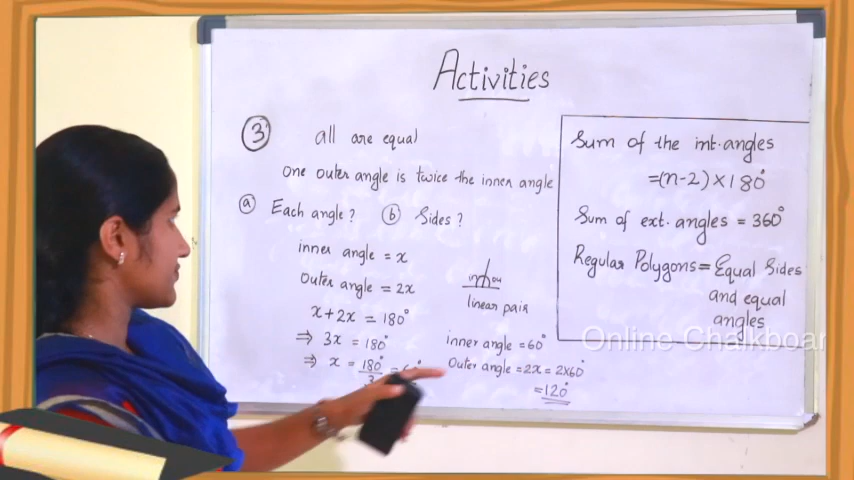 Activities
3
all are equal
One outer angle is twice the inner angle
a Each angle? b Sides?
inner angle = x
Outer angle = 2x
x+2x = 180°
⇒ 3x = 180°
⇒ x = 180°/3
linear pair
inner angle = 60°
Outer angle = 2x = 2x60°
= 120°
Sum of the int. angles
= (n-2) X 180°
Sum of ext. angles = 360°
Regular Polygons = Equal Sides
and equal
angles
Online Chalkboar